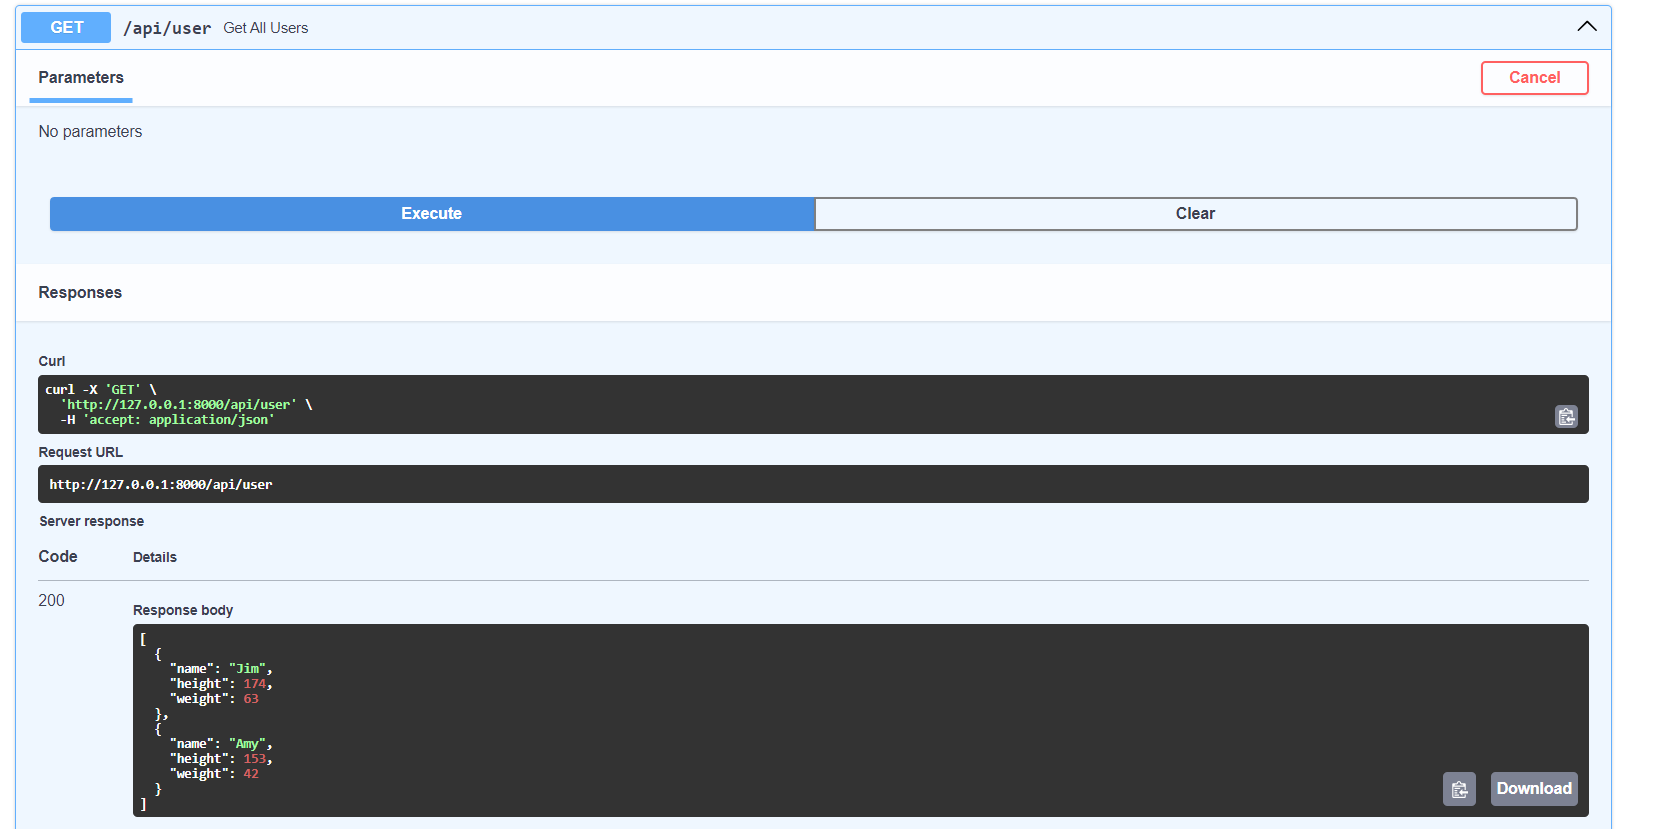 GET /api/user Get All Users
Parameters
Cancel
No parameters
Execute
Clear
Responses
Curl
curl -X 'GET' \
  'http://127.0.0.1:8000/api/user' \
  -H 'accept: application/json'
Request URL
http://127.0.0.1:8000/api/user
Server response
Code Details
200
Response body
[
  {
    "name": "Jim",
    "height": 174,
    "weight": 63
  },
  {
    "name": "Amy",
    "height": 153,
    "weight": 42
  }
]
Download